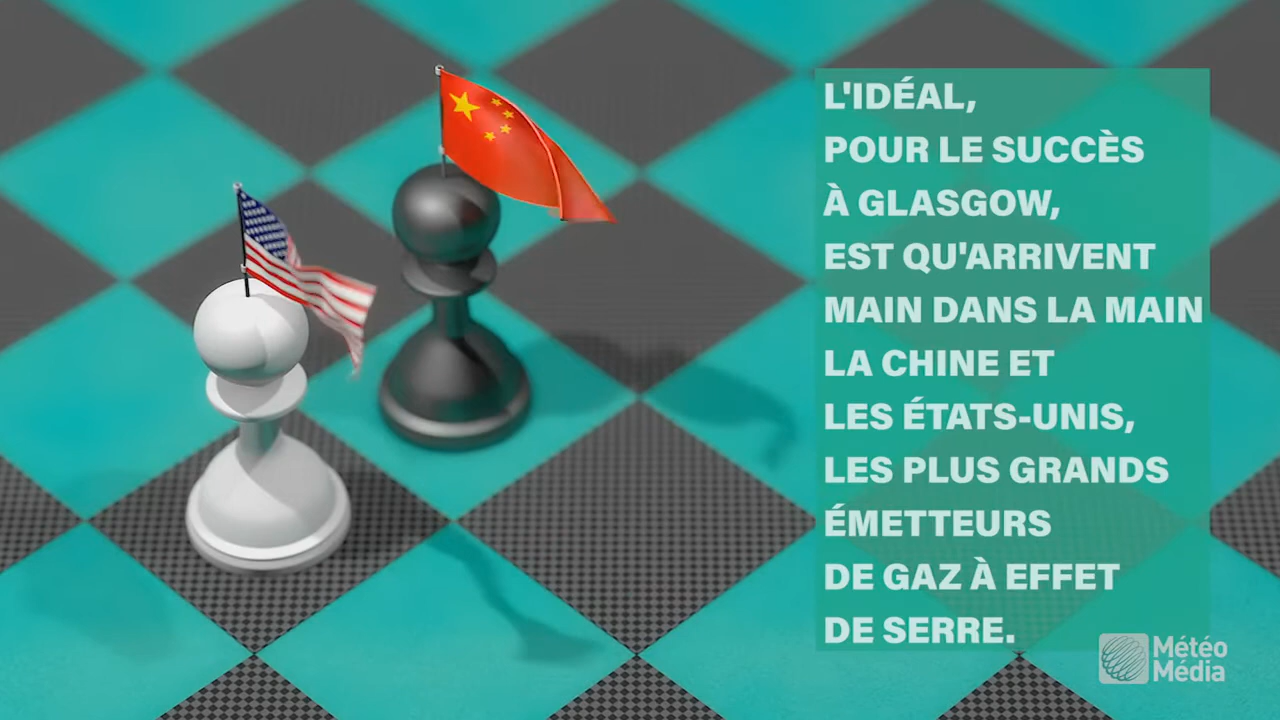 L'IDÉAL,
POUR LE SUCCÈS
À GLASGOW,
EST QU'ARRIVENT
MAIN DANS LA MAIN
LA CHINE ET
LES ÉTATS-UNIS,
LES PLUS GRANDS
ÉMETTEURS
DE GAZ À EFFET
DE SERRE.
Météo
Média